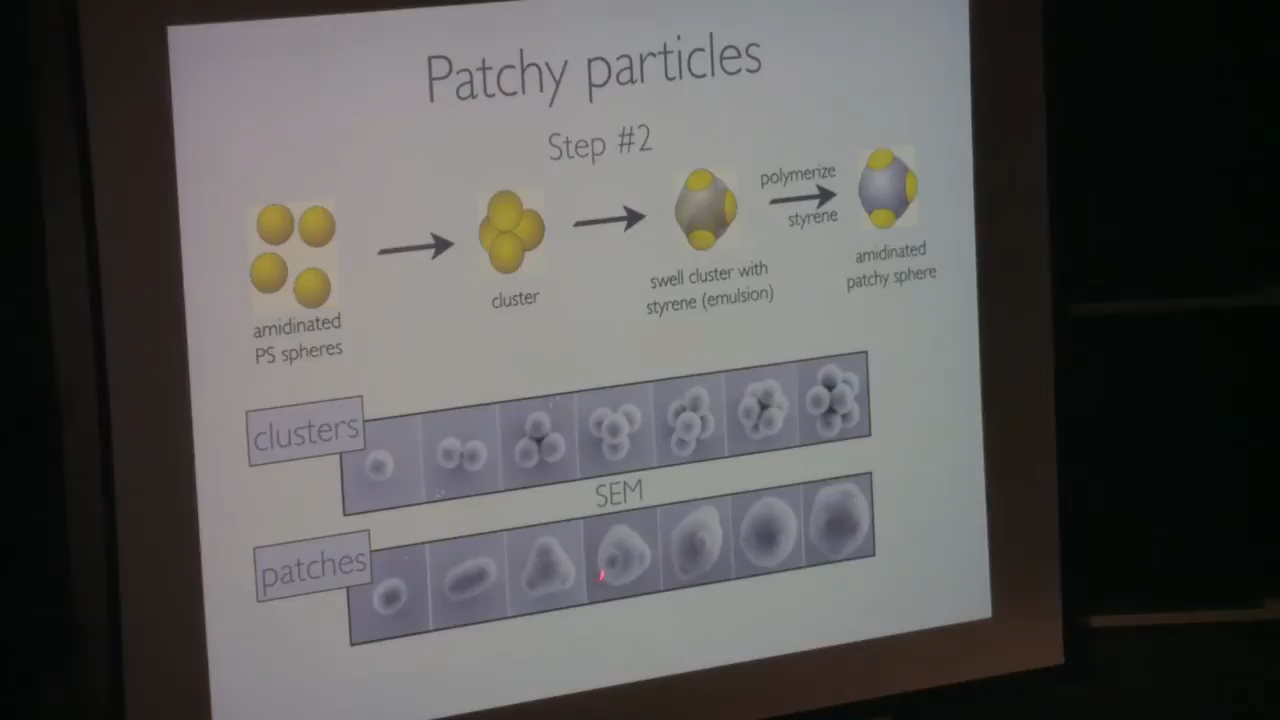 Patchy particles
Step #2
amidinated
PS spheres
cluster
swell cluster with
styrene (emulsion)
polymerize
styrene
amidinated
patchy sphere
clusters
SEM
patches